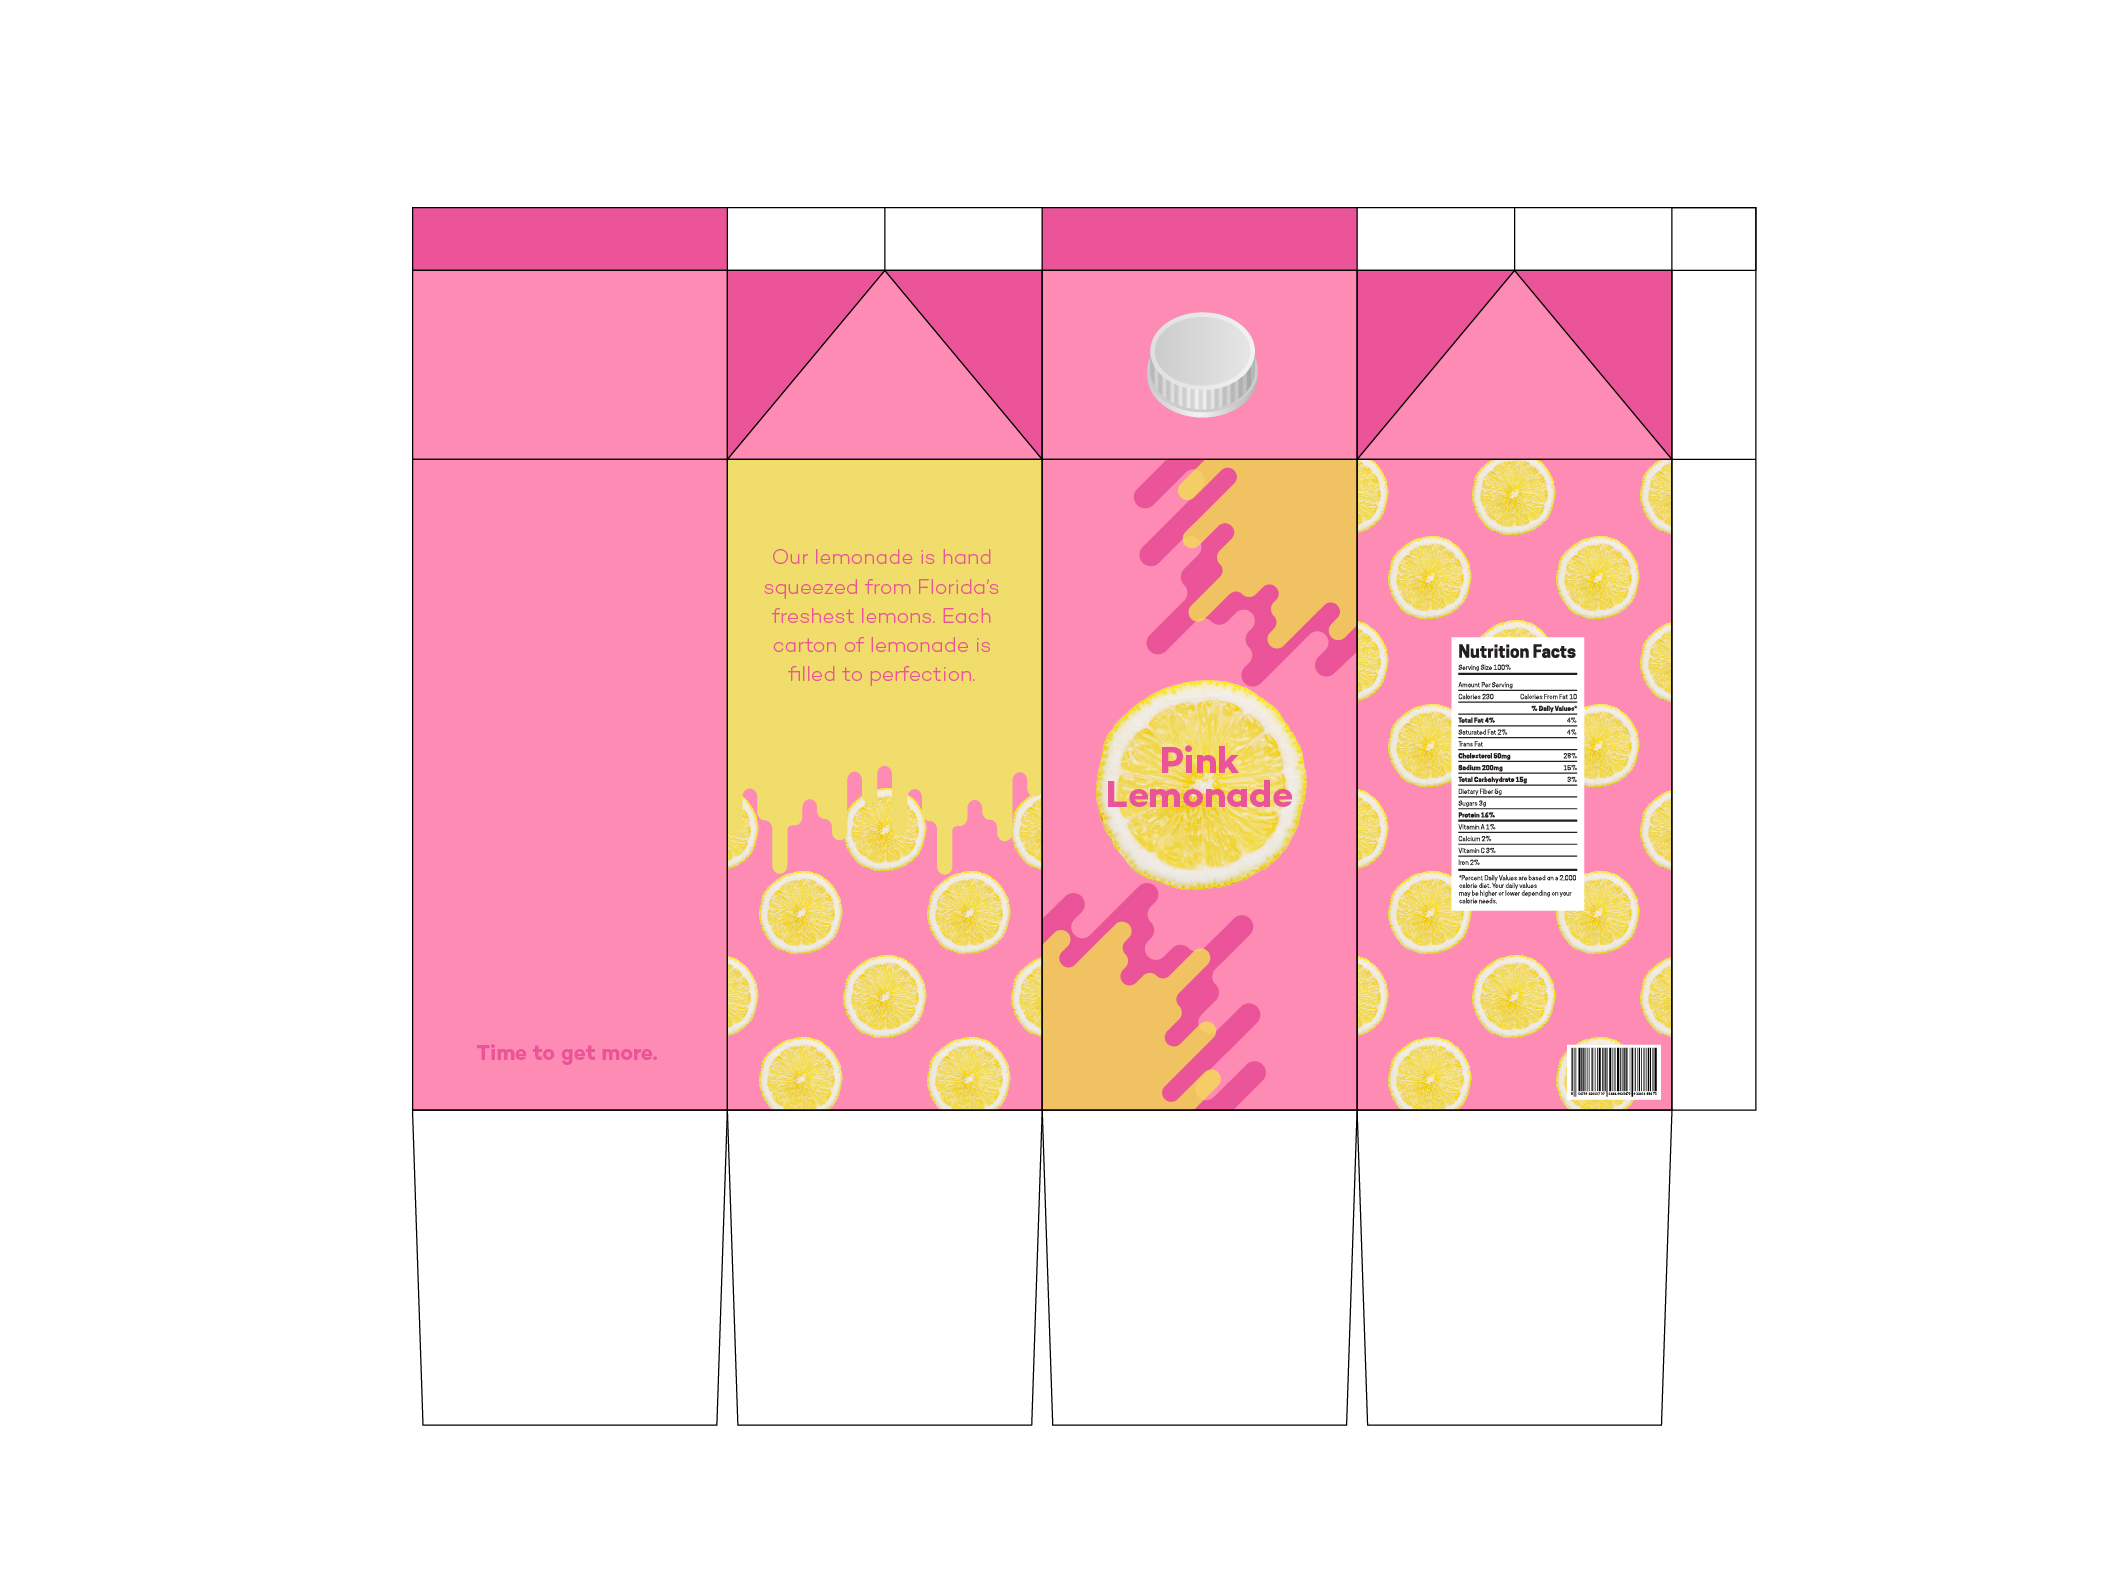 Our lemonade is hand
squeezed from Florida's
freshest lemons. Each
carton of lemonade is
filled to perfection.
Time to get more.
Pink
Lemonade
Nutrition Facts
Serving Size 100%
Amount Per Serving
Calories 230 Calories From Fat 10
% Daily Values*
Total Fat 4% 4%
Saturated Fat 2% 4%
Trans Fat
Cholesterol 50mg 28%
Sodium 200mg 15%
Total Carbohydrate 15g 3%
Dietary Fiber 6g
Sugars 3g
Protein 16%
Vitamin A 1%
Calcium 2%
Vitamin C 3%
Iron 2%
*Percent Daily Values are based on a 2,000
calorie diet. Your daily values
may be higher or lower depending on your
calorie needs.